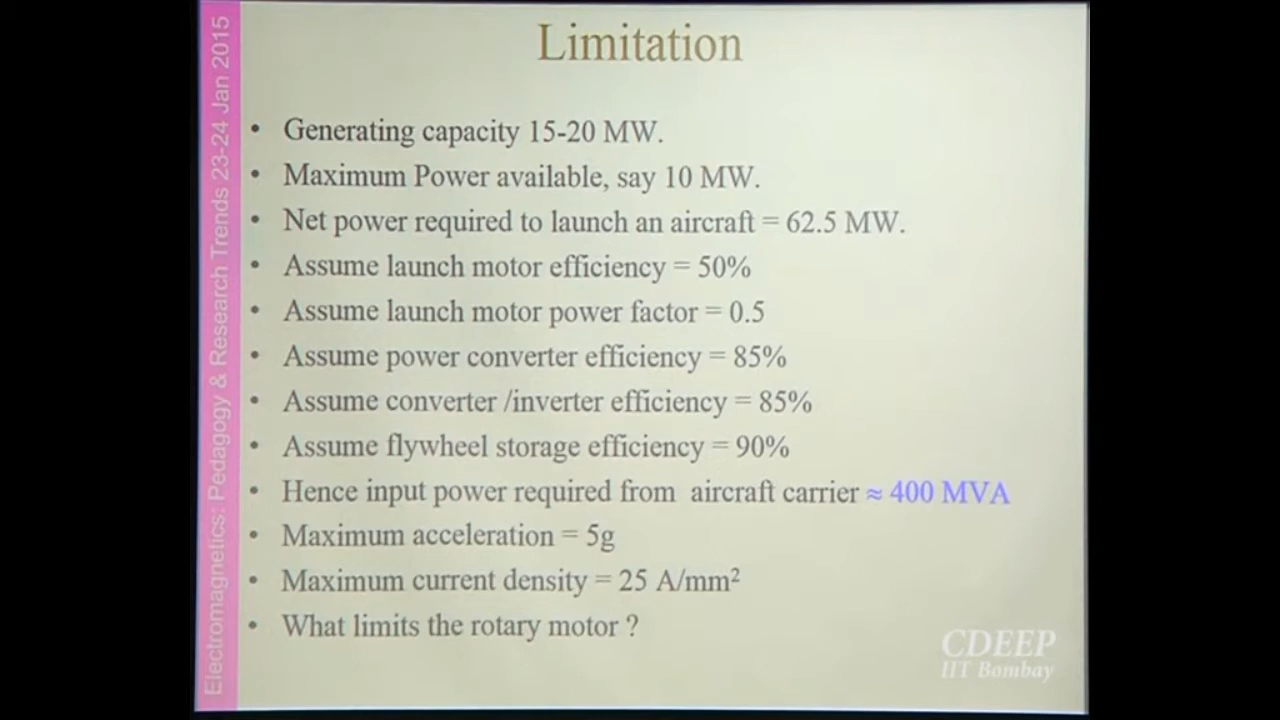 Limitation
• Generating capacity 15-20 MW.
• Maximum Power available, say 10 MW.
• Net power required to launch an aircraft = 62.5 MW.
• Assume launch motor efficiency = 50%
• Assume launch motor power factor = 0.5
• Assume power converter efficiency = 85%
• Assume converter /inverter efficiency = 85%
• Assume flywheel storage efficiency = 90%
• Hence input power required from aircraft carrier ≈ 400 MVA
• Maximum acceleration = 5g
• Maximum current density = 25 A/mm²
• What limits the rotary motor ?
Electromagnetics: Pedagogy & Research Trends 23-24 Jan 2015
CDEEP
IIT Bombay